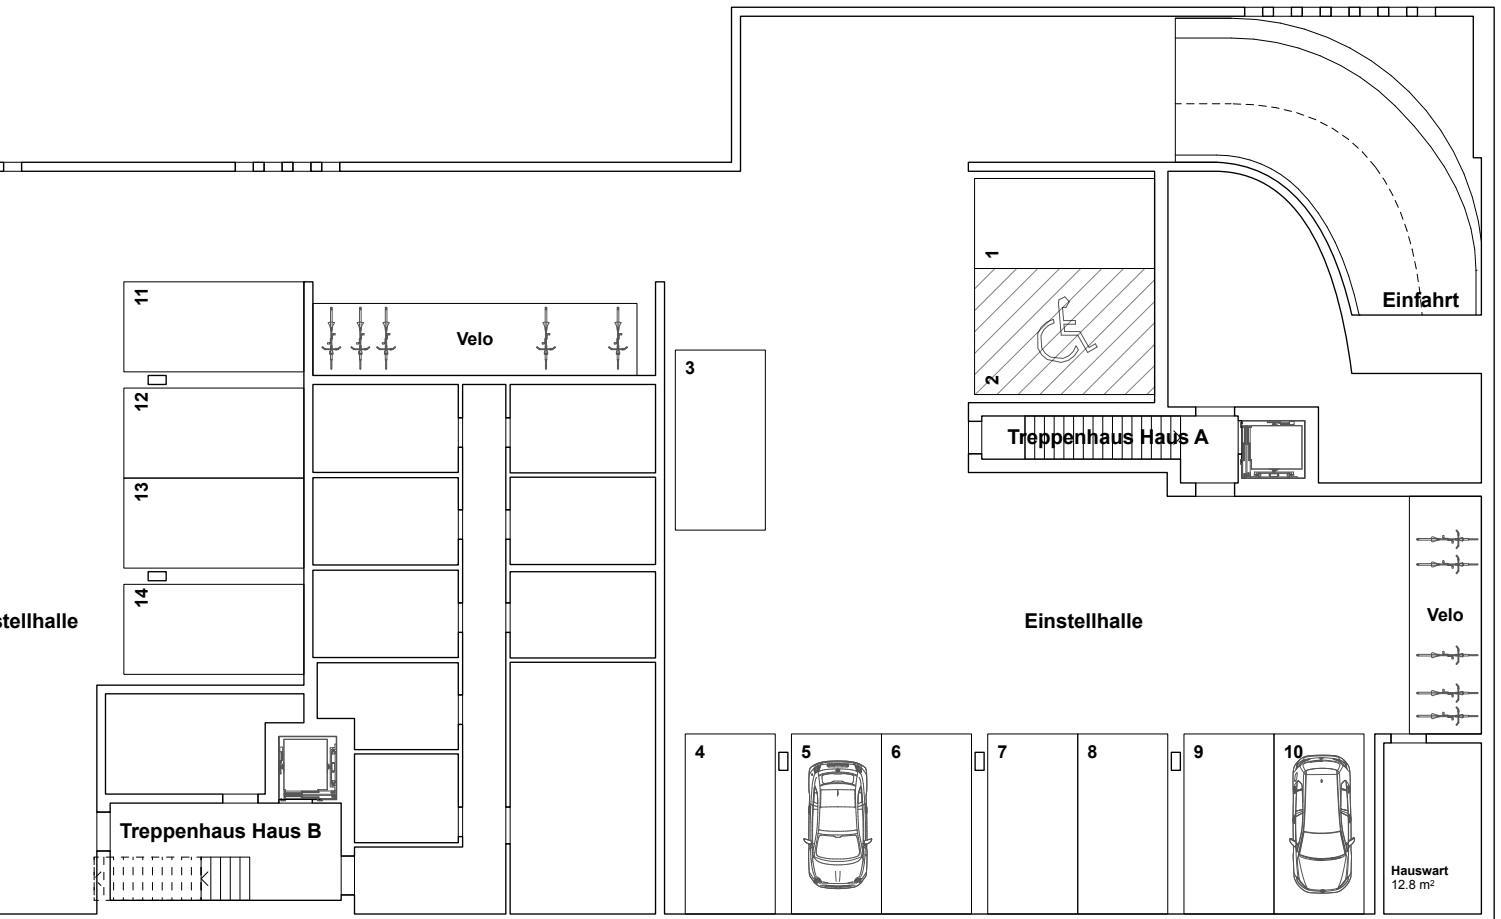 1
Einfahrt
11
Velo
3
2
12
Treppenhaus Haus A
13
14
stellhalle
Einstellhalle
Velo
4
5
6
7
8
9
10
Treppenhaus Haus B
Hauswart
12.8 m²